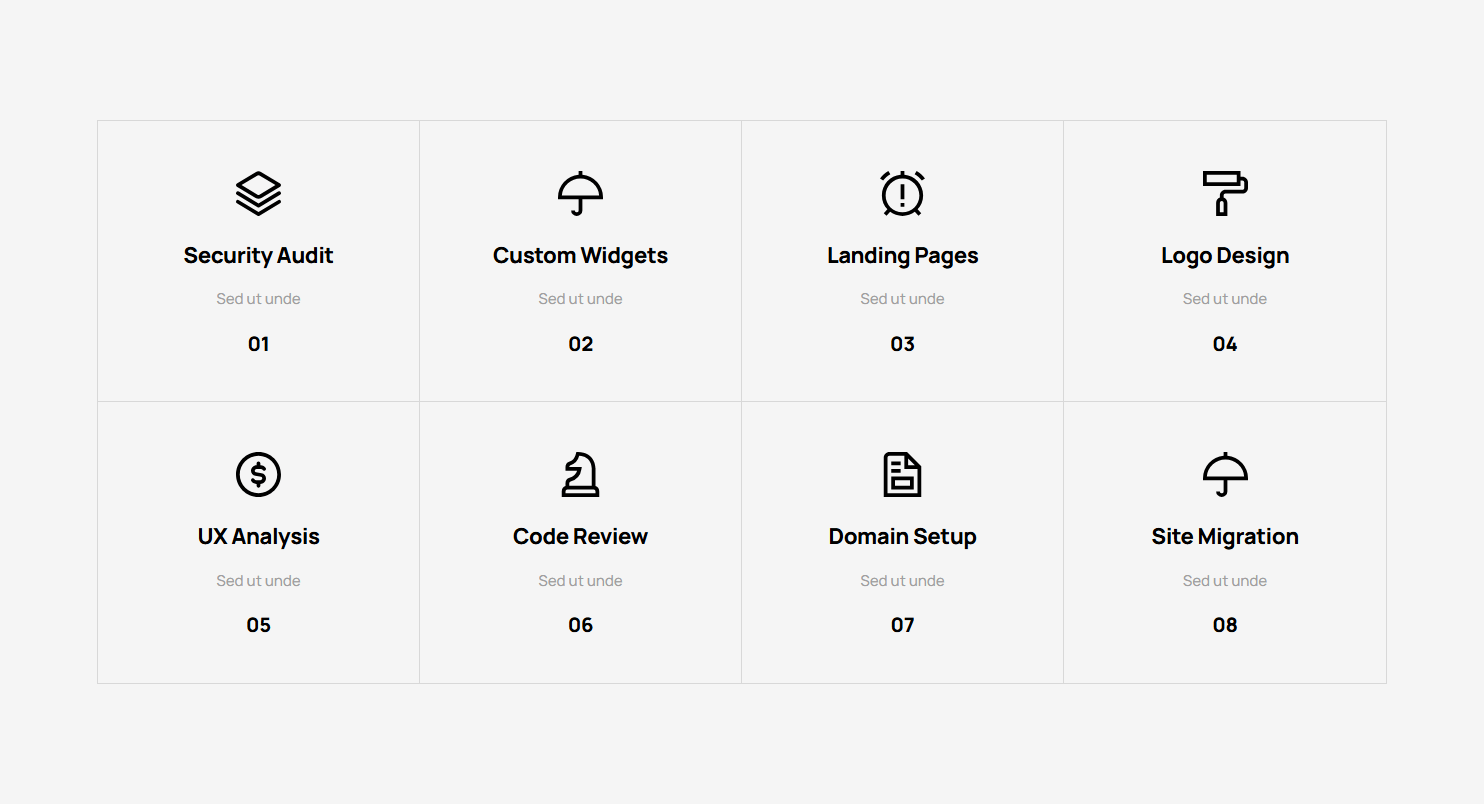 Security Audit
Sed ut unde
01
Custom Widgets
Sed ut unde
02
Landing Pages
Sed ut unde
03
Logo Design
Sed ut unde
04
UX Analysis
Sed ut unde
05
Code Review
Sed ut unde
06
Domain Setup
Sed ut unde
07
Site Migration
Sed ut unde
08